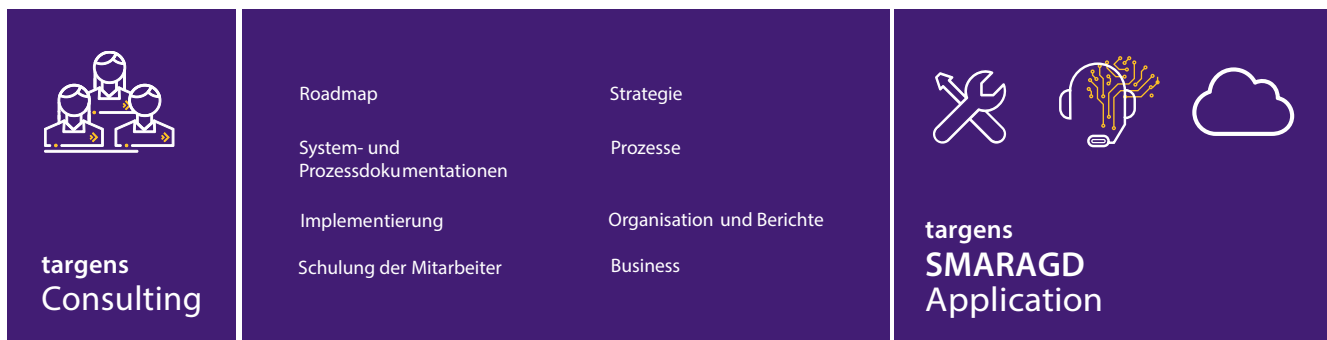 targens
Consulting
Roadmap
System- und
Prozessdokumentationen
Implementierung
Schulung der Mitarbeiter
Strategie
Prozesse
Organisation und Berichte
Business
targens
SMARAGD
Application